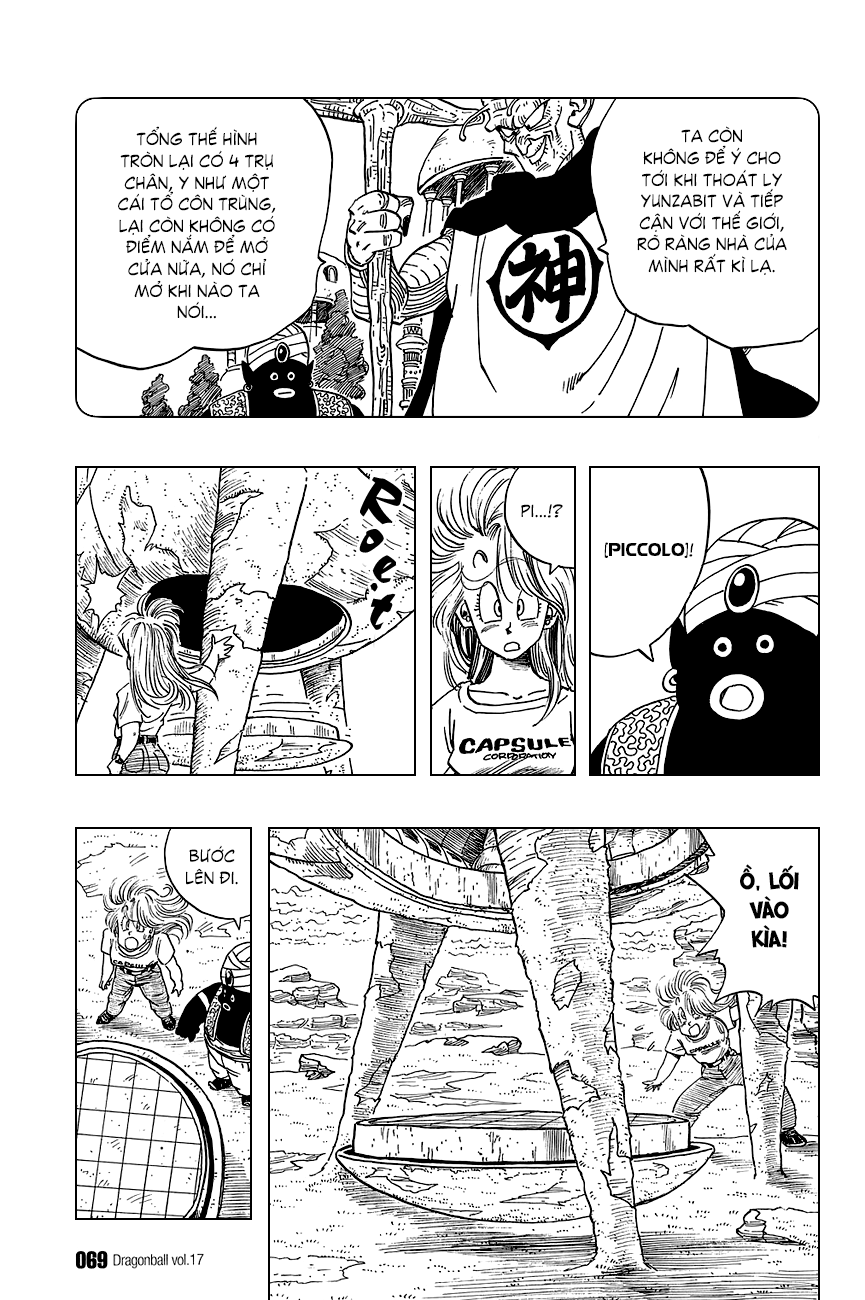 TA CÒN
KHÔNG ĐỂ Ý CHO
TỚI KHI THOÁT LY
YUNZABIT VÀ TIẾP
CẬN VỚI THẾ GIỚI,
RÕ RÀNG NHÀ CỦA
MÌNH RẤT KÌ LẠ.
TỔNG THỂ HÌNH
TRÒN LẠI CÓ 4 TRỤ
CHÂN, Y NHƯ MỘT
CÁI TỔ CÔN TRÙNG,
LẠI CÒN KHÔNG CÓ
ĐIỂM NẮM ĐỂ MỞ
CỬA NỮA, NÓ CHỈ
MỞ KHI NÀO TA
NÓI...
神
[PICCOLO]!
PI...!?
CAPSULE
CORPORATION
Roẹt
Ồ, LỐI
VÀO
KÌA!
CAPSULE
BƯỚC
LÊN ĐI.
CAPSULE
069 Dragonball vol.17